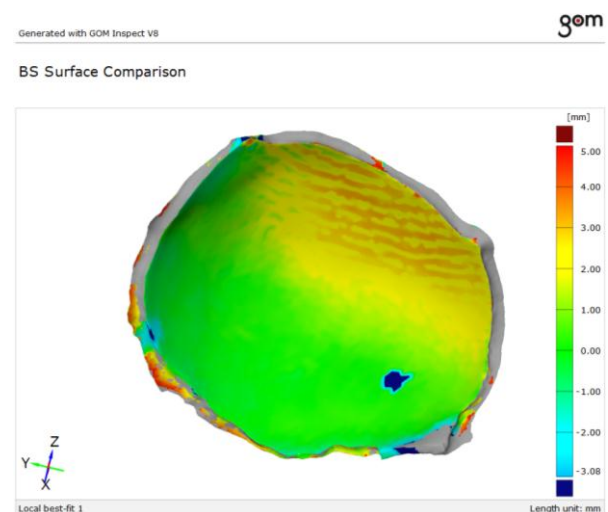 gom
Generated with GOM Inspect V8
BS Surface Comparison
[mm]
5.00
4.00
3.00
2.00
1.00
0.00
-1.00
-2.00
-3.08
Z
Y
X
Local best-fit 1
Length unit: mm